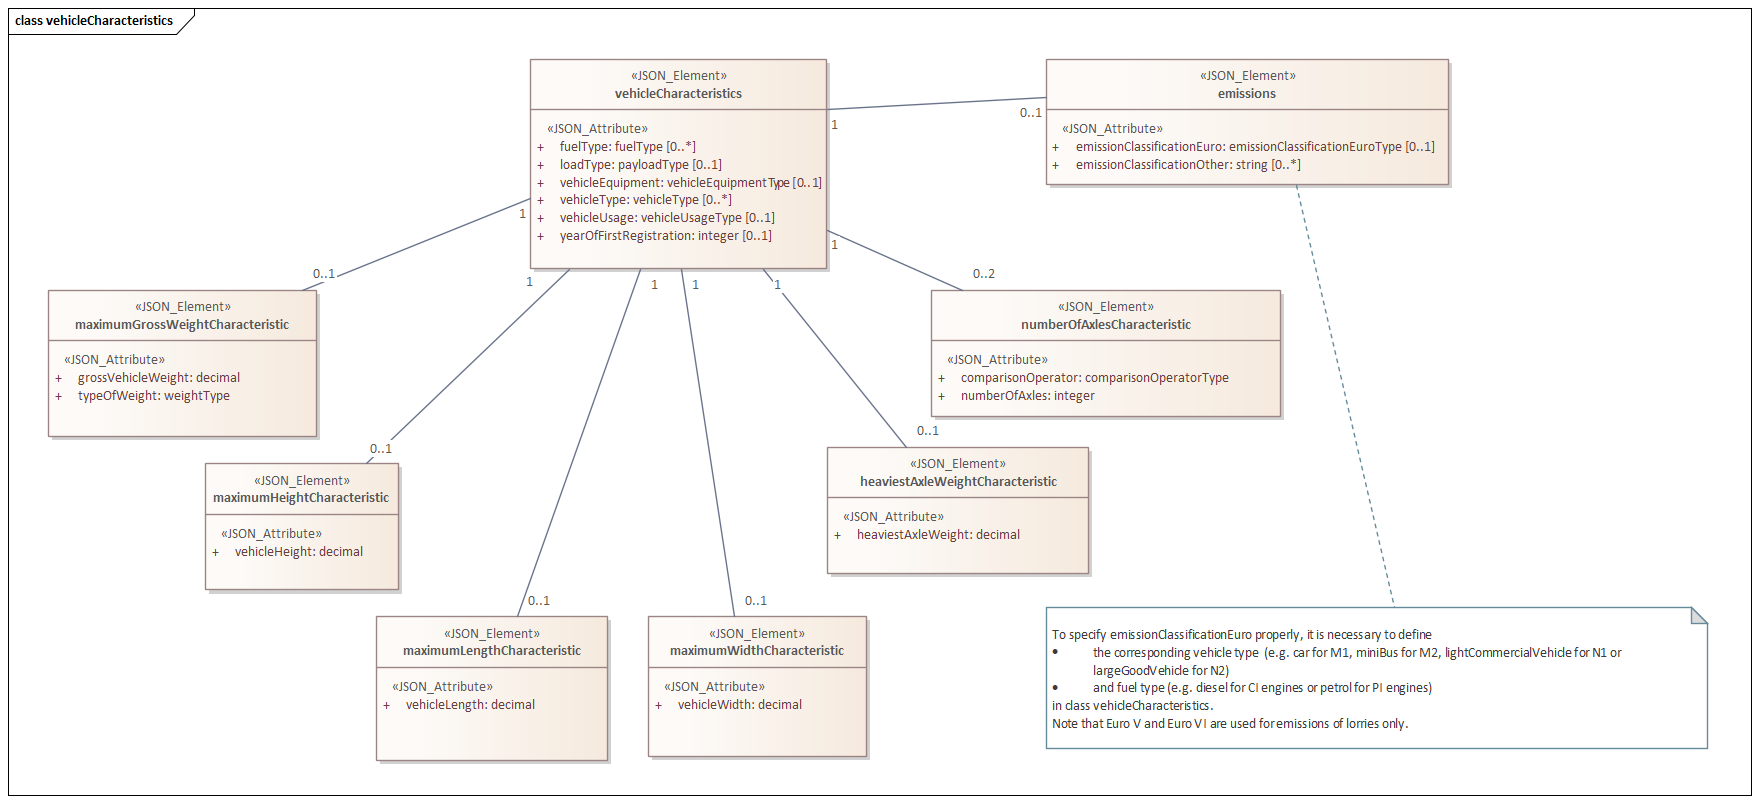 class vehicleCharacteristics
«JSON_Element»
vehicleCharacteristics
«JSON_Attribute»
+ fuelType: fuelType [0..*]
+ loadType: payloadType [0..1]
+ vehicleEquipment: vehicleEquipmentType [0..1]
+ vehicleType: vehicleType [0..*]
+ vehicleUsage: vehicleUsageType [0..1]
+ yearOfFirstRegistration: integer [0..1]
«JSON_Element»
emissions
«JSON_Attribute»
+ emissionClassificationEuro: emissionClassificationEuroType [0..1]
+ emissionClassificationOther: string [0..*]
1
0..1
1
0..1
1
0..2
1
0..1
1
0..1
1
0..1
1
0..1
«JSON_Element»
maximumGrossWeightCharacteristic
«JSON_Attribute»
+ grossVehicleWeight: decimal
+ typeOfWeight: weightType
«JSON_Element»
numberOfAxlesCharacteristic
«JSON_Attribute»
+ comparisonOperator: comparisonOperatorType
+ numberOfAxles: integer
«JSON_Element»
maximumHeightCharacteristic
«JSON_Attribute»
+ vehicleHeight: decimal
«JSON_Element»
heaviestAxleWeightCharacteristic
«JSON_Attribute»
+ heaviestAxleWeight: decimal
«JSON_Element»
maximumLengthCharacteristic
«JSON_Attribute»
+ vehicleLength: decimal
«JSON_Element»
maximumWidthCharacteristic
«JSON_Attribute»
+ vehicleWidth: decimal
To specify emissionClassificationEuro properly, it is necessary to define
• the corresponding vehicle type (e.g. car for M1, miniBus for M2, lightCommercialVehicle for N1 or
largeGoodVehicle for N2)
• and fuel type (e.g. diesel for CI engines or petrol for PI engines)
in class vehicleCharacteristics.
Note that Euro V and Euro VI are used for emissions of lorries only.